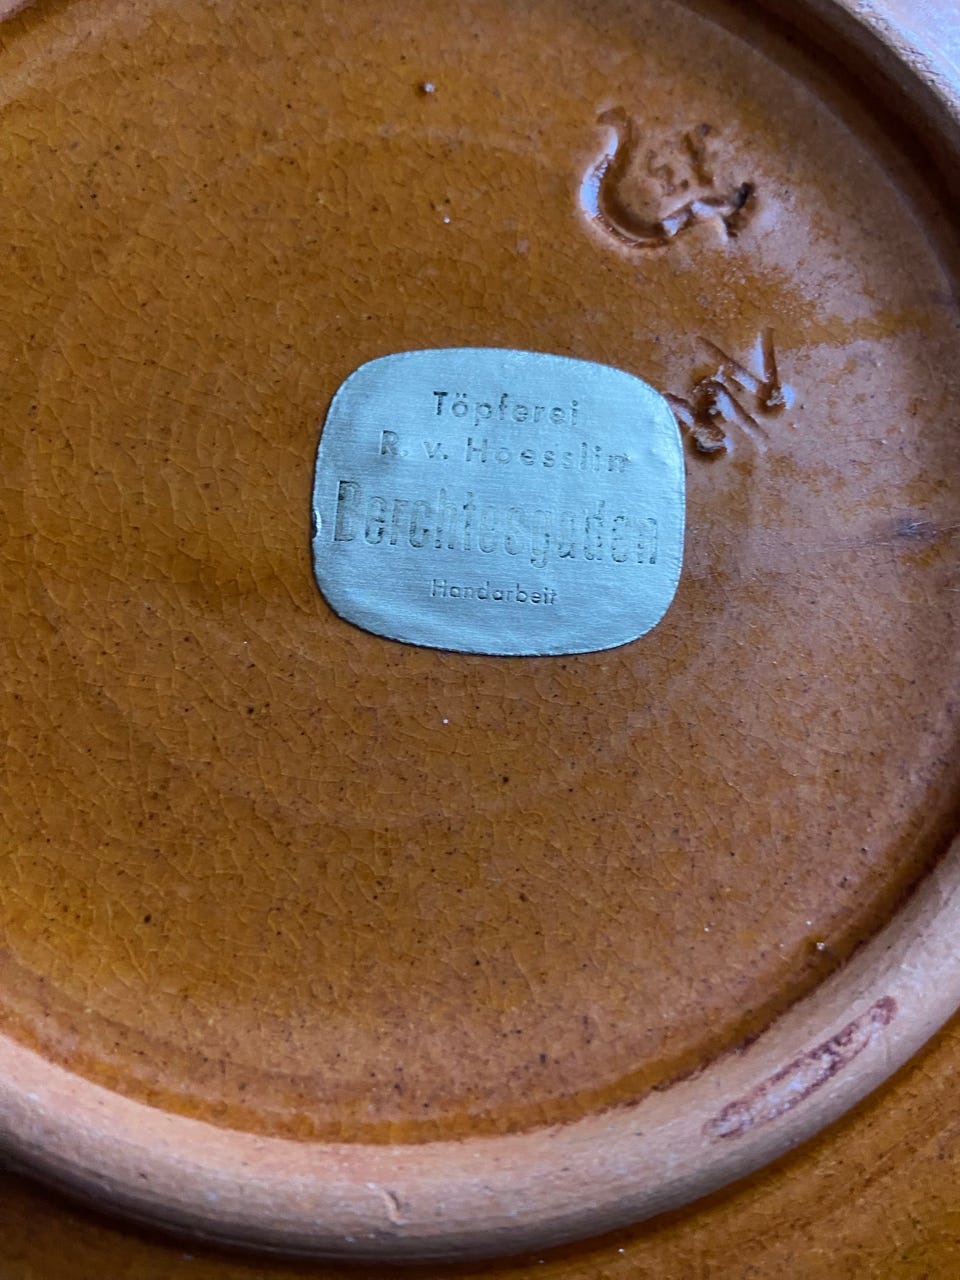 Töpferei
R. v. Hoesslin
Berchtesgaden
Handarbeit